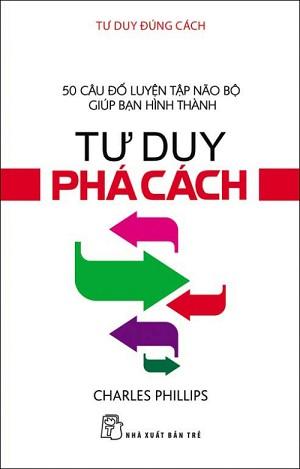 TƯ DUY ĐÚNG CÁCH
50 CÂU ĐỐ LUYỆN TẬP NÃO BỘ
GIÚP BẠN HÌNH THÀNH
TƯ DUY
PHÁ CÁCH
CHARLES PHILLIPS
NHÀ XUẤT BẢN TRẺ